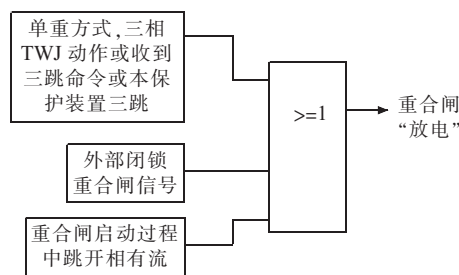 单重方式,三相
TWJ 动作或收到
三跳命令或本保
护装置三跳
>=1
重合闸
“放电”
外部闭锁
重合闸信号
重合闸启动过程
中跳开相有流